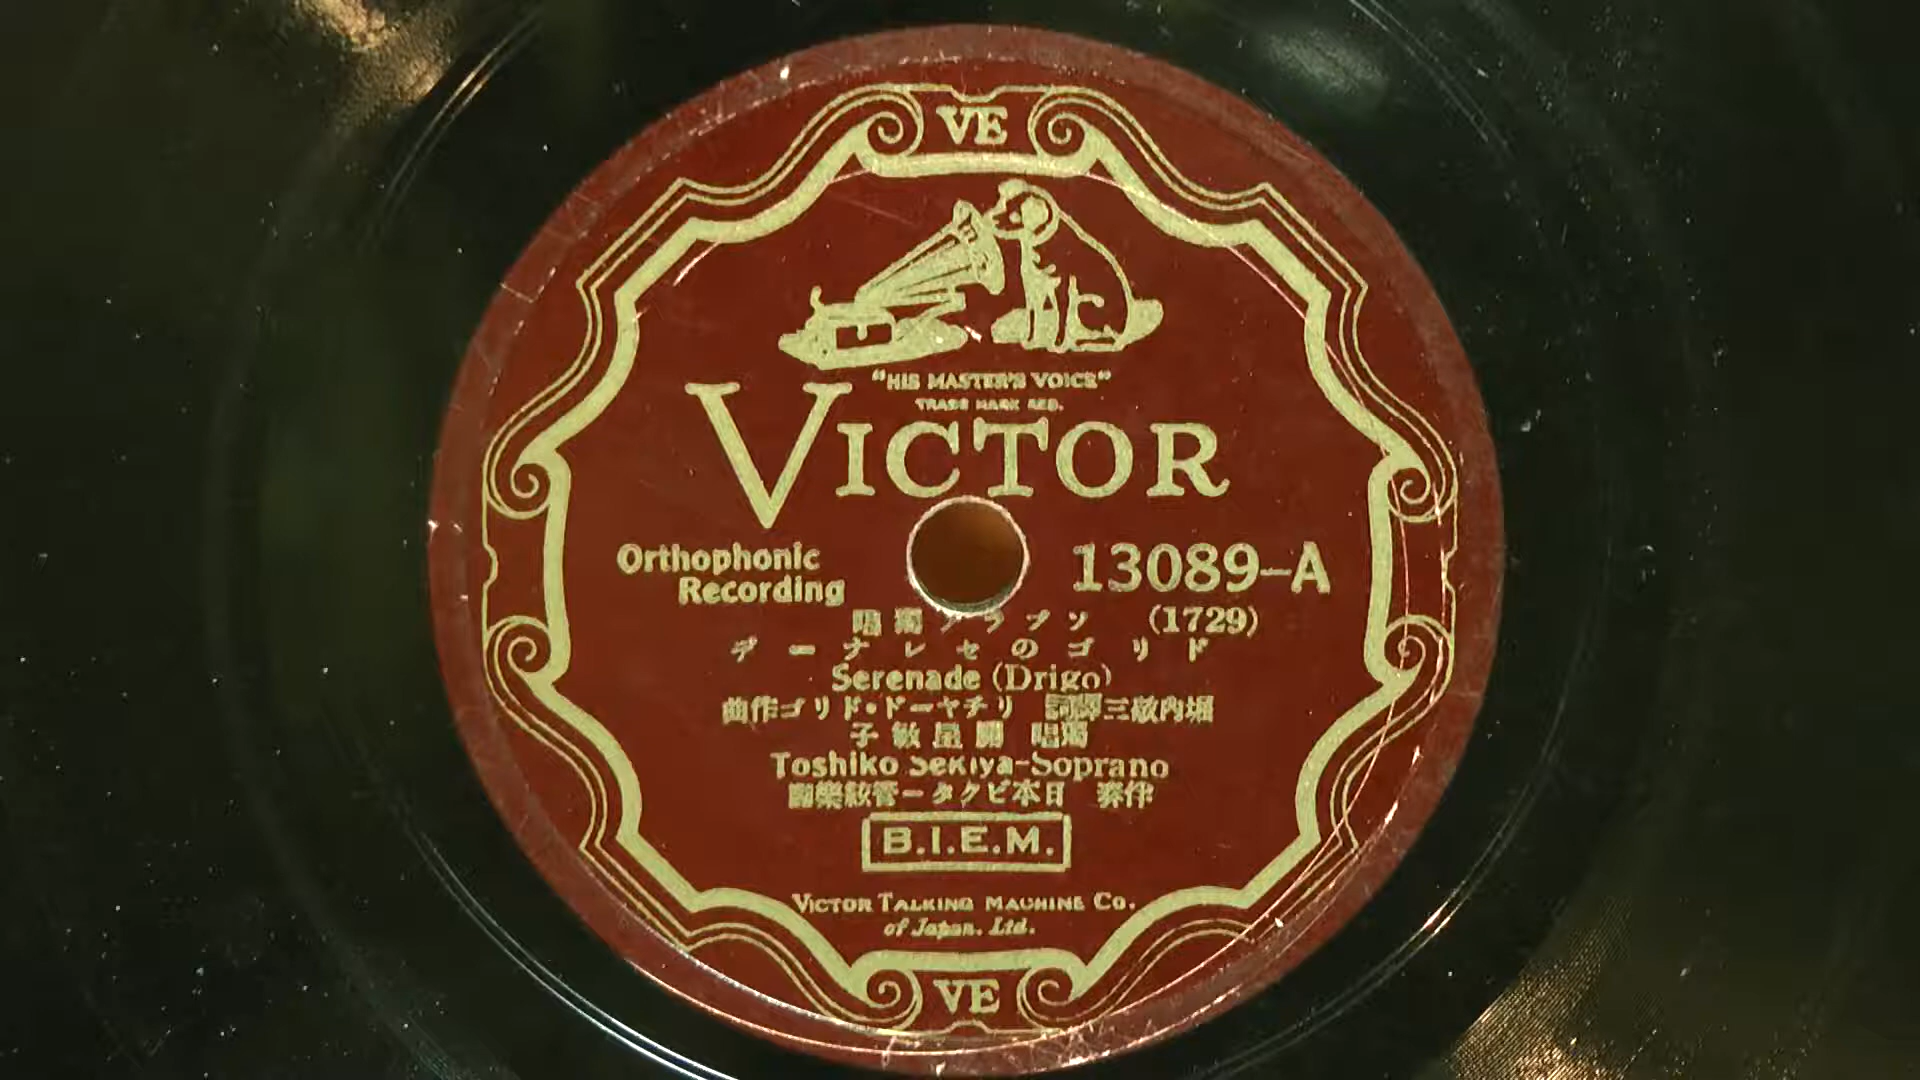 VE
"HIS MASTER'S VOICE"
TRADE MARK REG.
VICTOR
Orthophonic
Recording
13089-A
(1729) ソプラノ獨唱
ドリゴのセレナーデ
Serenade (Drigo)
堀内敬三譯詞 リチャード・ドリゴ作曲
獨唱 關屋敏子
Toshiko Sekiya-Soprano
伴奏 日本ビクター管絃樂團
B.I.E.M.
VICTOR TALKING MACHINE CO.
of Japan. Ltd.
VE